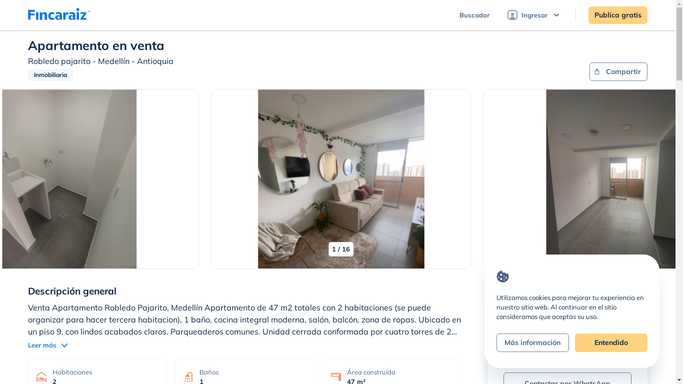 Fincaraiz
Buscador
Ingresar
Publica gratis
Apartamento en venta
Robledo pajarito - Medellín - Antioquia
Inmobiliaria
Compartir
1 / 16
Descripción general
Venta Apartamento Robledo Pajarito, Medellín Apartamento de 47 m2 totales con 2 habitaciones (se puede
organizar para hacer tercera habitacion), 1 baño, cocina integral moderna, salón, balcón, zona de ropas. Ubicado en
un piso 9, con lindos acabados claros. Parqueaderos comunes. Unidad cerrada conformada por cuatro torres de 2...
Leer más
Habitaciones
2
Baños
1
Área construida
47 m²
Utilizamos cookies para mejorar tu experiencia en
nuestro sitio web. Al continuar en el sitio
consideramos que aceptas su uso.
Más información
Entendido
Contactar por WhatsApp